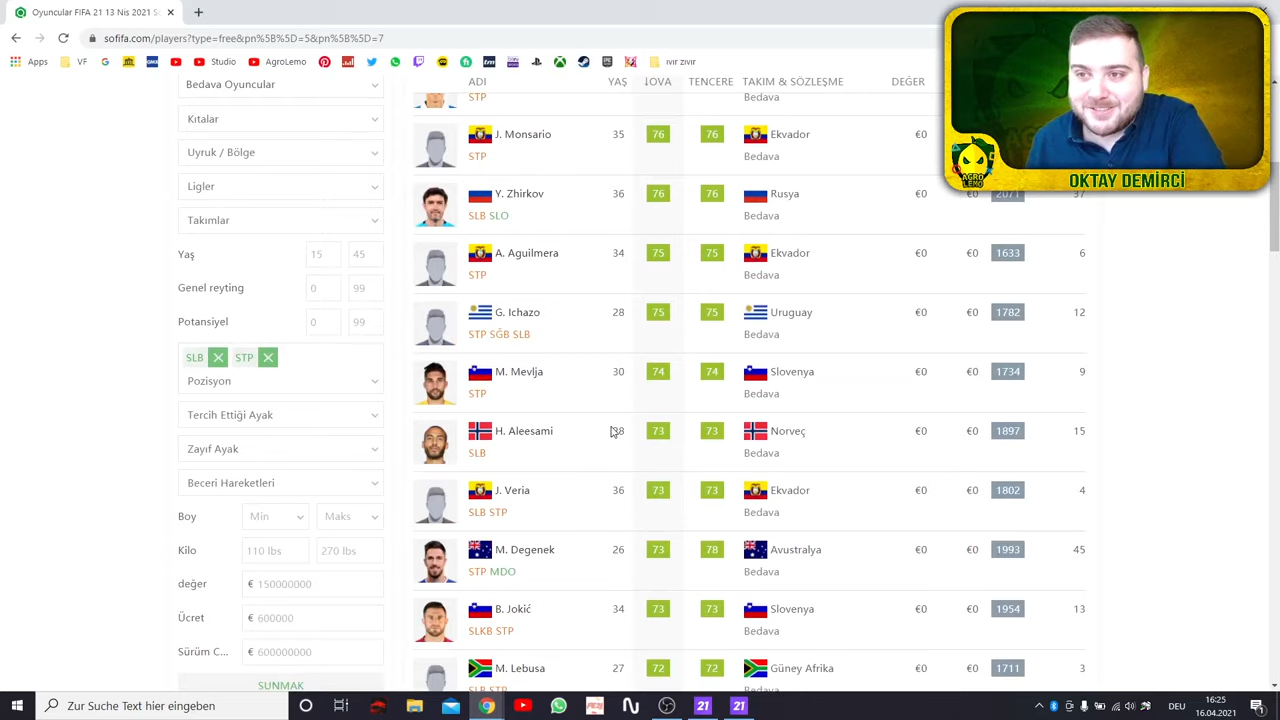 Oyuncular FIFA 21 13 Nis 2021 So
sofifa.com/players?type=free&pn%5B%5D=5&pn%5B%5D=7
Apps VF Studio AgroLemo ıvır zıvır
Benzeri Oyuncular
Kıtalar
Uyruk / Bölge
Ligler
Takımlar
Yaş 15 45
Genel reyting 0 99
Potansiyel 99
SLB STP
Pozisyon
Tercih Ettiği Ayak
Zayıf Ayak
Beceri Hareketleri
Boy Min Maks
Kilo 110 lbs 270 lbs
değer € 150000000
Ücret € 600000
Sürüm C... € 600000000
SUNMAK
ADI YAŞ ↓OVA TENCERE TAKIM & SÖZLEŞME DEĞER
STP Bedava
J. Monsario 35 76 76 Ekvador €0
STP Bedava
Y. Zhirkov 36 76 76 Rusya €0 €0 2071 37
SLB SLO Bedava
A. Aguilmera 34 75 75 Ekvador €0 €0 1633 6
STP Bedava
G. Ichazo 28 75 75 Uruguay €0 €0 1782 12
STP SĞB SLB Bedava
M. Mevlja 30 74 74 Slovenya €0 €0 1734 9
STP Bedava
H. Aleesami 73 73 Norveç €0 €0 1897 15
SLB Bedava
J. Veria 36 73 73 Ekvador €0 €0 1802 4
SLB STP Bedava
M. Degenek 26 73 78 Avustralya €0 €0 1993 45
STP MDO Bedava
B. Jokić 34 73 73 Slovenya €0 €0 1954 13
SLKB STP Bedava
M. Lebusa 27 72 72 Güney Afrika €0 €0 1711 3
SLB STP Bedava
AGRO
LEMO
OKTAY DEMİRCİ
Zur Suche Text hier eingeben
21 21
DEU
16:25
16.04.2021